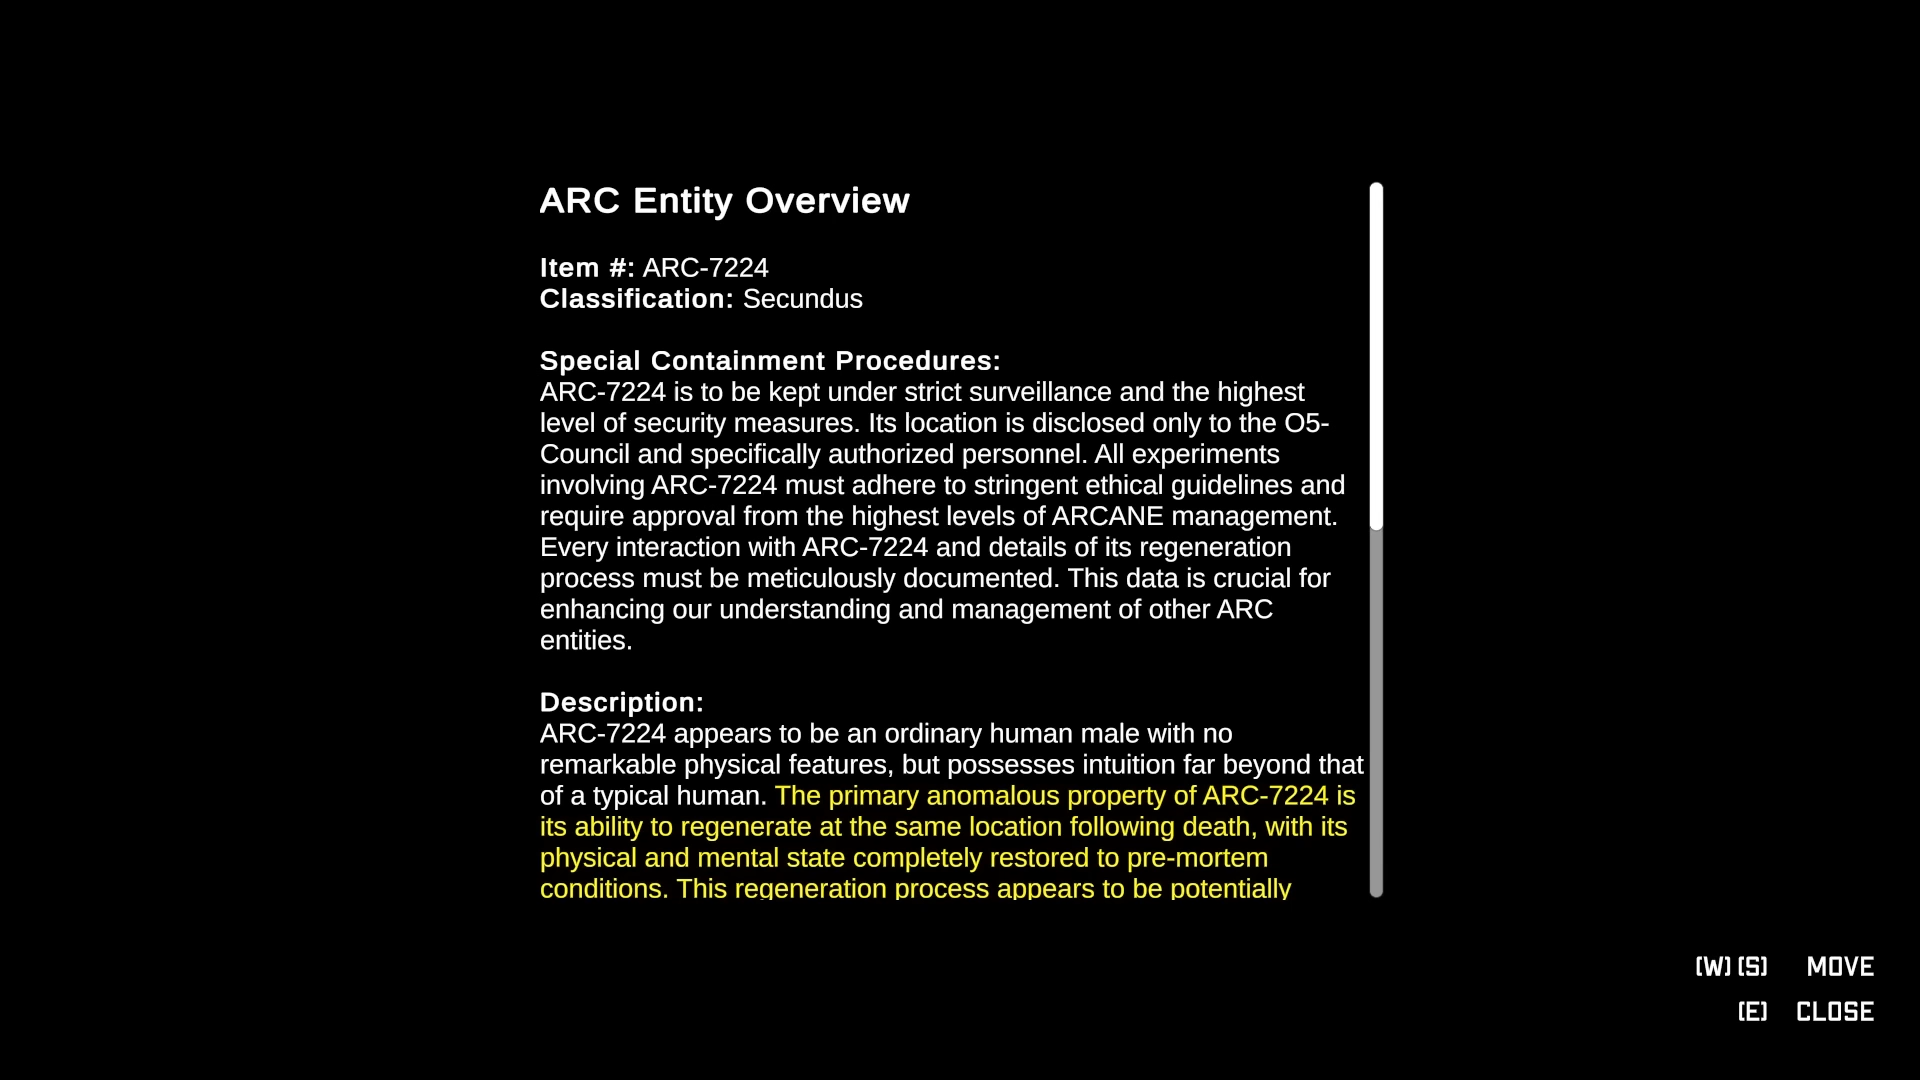 ARC Entity Overview
Item #: ARC-7224
Classification: Secundus
Special Containment Procedures:
ARC-7224 is to be kept under strict surveillance and the highest
level of security measures. Its location is disclosed only to the O5-
Council and specifically authorized personnel. All experiments
involving ARC-7224 must adhere to stringent ethical guidelines and
require approval from the highest levels of ARCANE management.
Every interaction with ARC-7224 and details of its regeneration
process must be meticulously documented. This data is crucial for
enhancing our understanding and management of other ARC
entities.
Description:
ARC-7224 appears to be an ordinary human male with no
remarkable physical features, but possesses intuition far beyond that
of a typical human. The primary anomalous property of ARC-7224 is
its ability to regenerate at the same location following death, with its
physical and mental state completely restored to pre-mortem
conditions. This regeneration process appears to be potentially
[W] [S] MOVE
[E] CLOSE